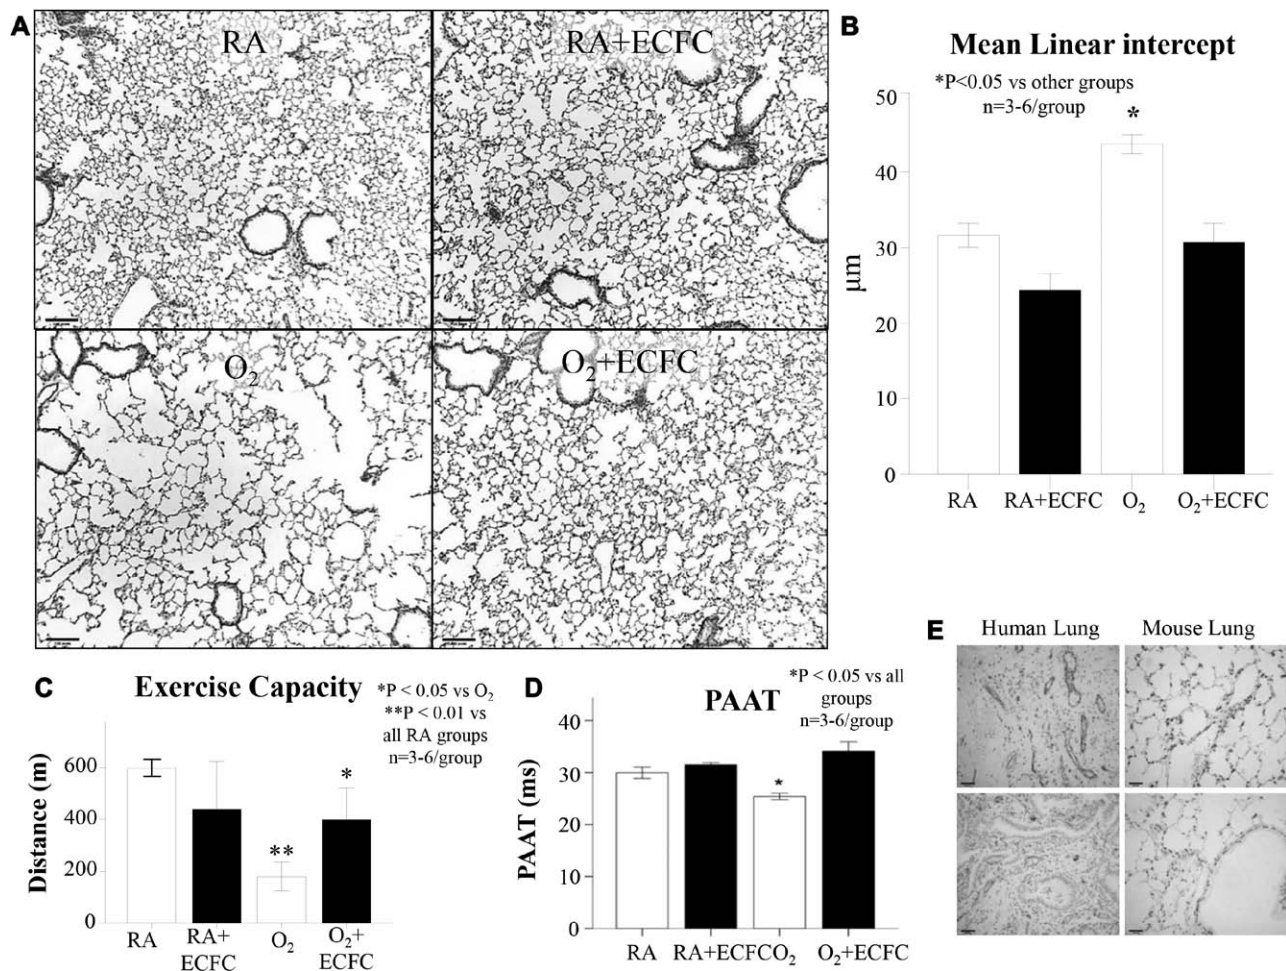 A
RA
RA+ECFC
O₂
O₂+ECFC
B
Mean Linear intercept
*P<0.05 vs other groups
n=3-6/group
50
40
30
20
10
0
µm
*
RA
RA+ECFC
O₂
O₂+ECFC
C
Exercise Capacity
*P < 0.05 vs O₂
**P < 0.01 vs
all RA groups
n=3-6/group
Distance (m)
600
400
200
0
**
*
RA
RA+
ECFC
O₂
O₂+
ECFC
D
PAAT
*P < 0.05 vs all
groups
n=3-6/group
PAAT (ms)
40
30
20
10
0
*
RA
RA+ECFC
O₂
O₂+ECFC
E
Human Lung
Mouse Lung